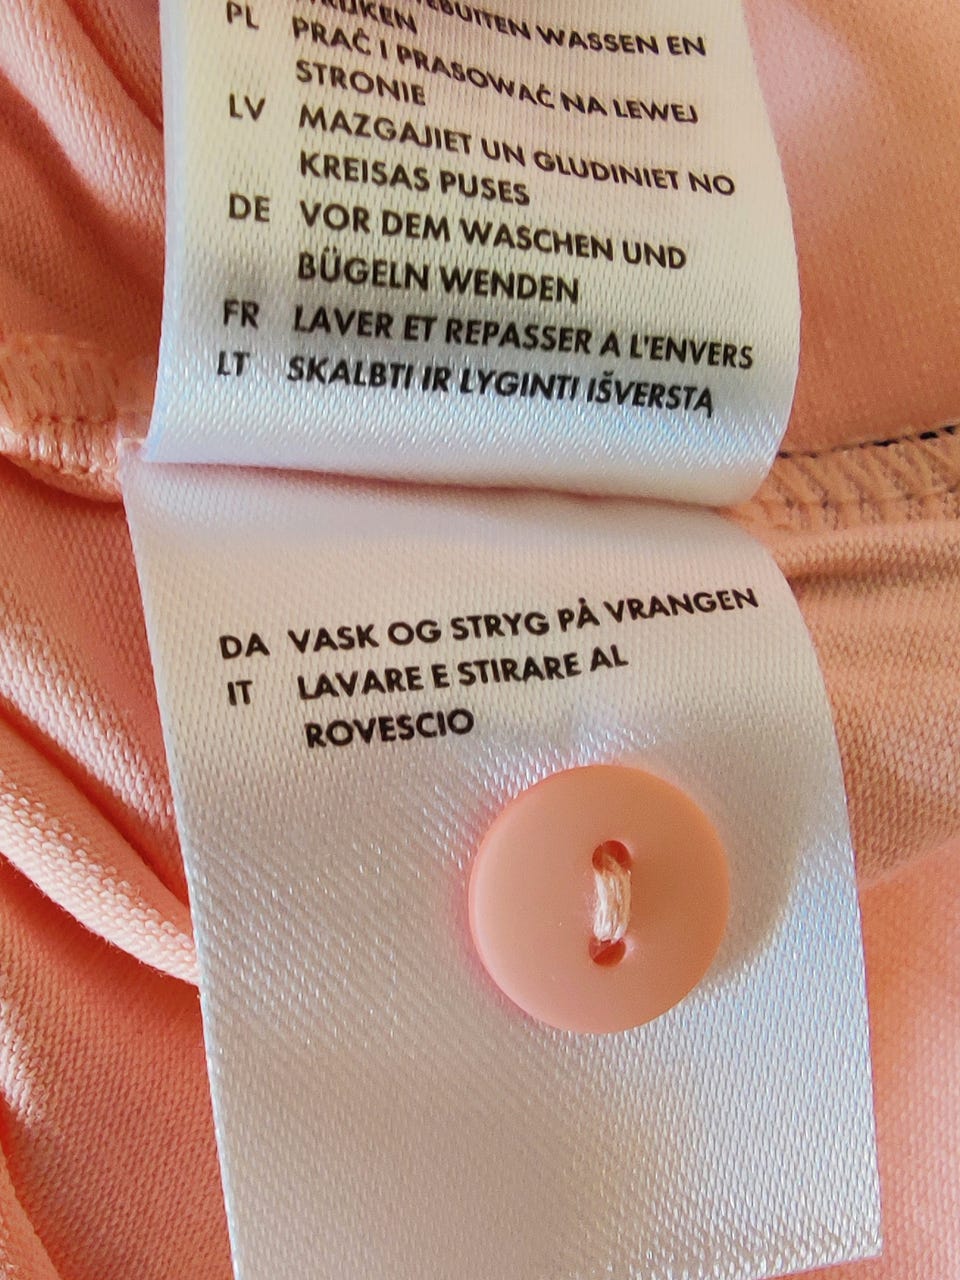 WASSEN EN
PL PRAĆ I PRASOWAĆ NA LEWEJ
STRONIE
LV MAZGAJIET UN GLUDINIET NO
KREISAS PUSES
DE VOR DEM WASCHEN UND
BÜGELN WENDEN
FR LAVER ET REPASSER A L'ENVERS
LT SKALBTI IR LYGINTI IŠVERSTĄ
DA VASK OG STRYG PÅ VRANGEN
IT LAVARE E STIRARE AL
ROVESCIO